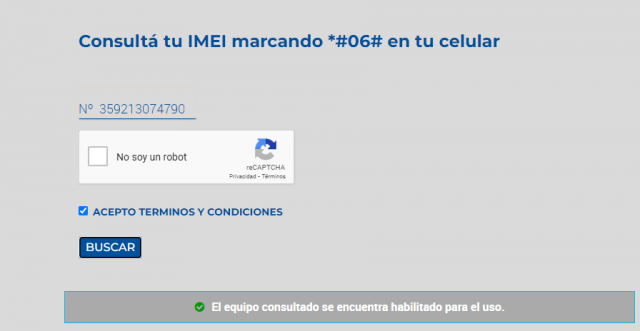 Consultá tu IMEI marcando *#06# en tu celular
Nº 359213074790
No soy un robot
reCAPTCHA
Privacidad - Términos
ACEPTO TERMINOS Y CONDICIONES
BUSCAR
El equipo consultado se encuentra habilitado para el uso.